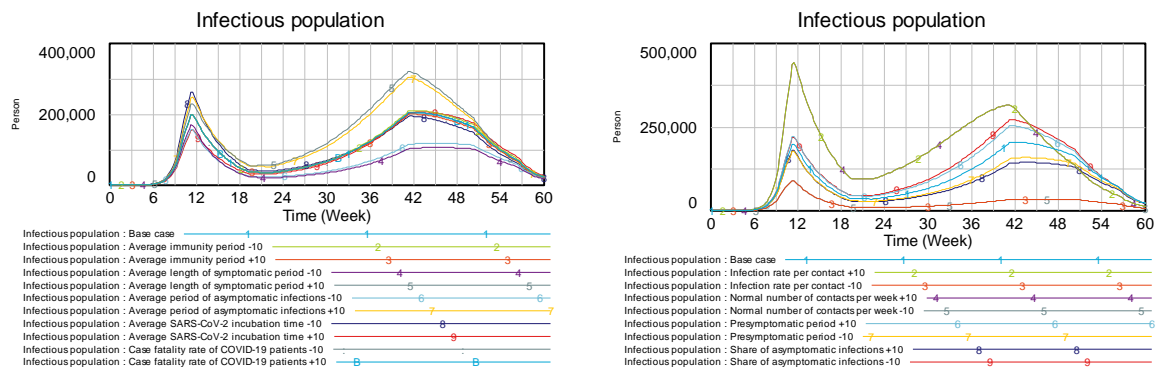 Infectious population
400,000
200,000
0
Person
0 6 12 18 24 30 36 42 48 54 60
Time (Week)
Infectious population : Base case
Infectious population : Average immunity period -10
Infectious population : Average immunity period +10
Infectious population : Average length of symptomatic period -10
Infectious population : Average length of symptomatic period +10
Infectious population : Average period of asymptomatic infections -10
Infectious population : Average period of asymptomatic infections +10
Infectious population : Average SARS-CoV-2 incubation time -10
Infectious population : Average SARS-CoV-2 incubation time +10
Infectious population : Case fatality rate of COVID-19 patients -10
Infectious population : Case fatality rate of COVID-19 patients +10
Infectious population
500,000
250,000
0
Person
0 6 12 18 24 30 36 42 48 54 60
Time (Week)
Infectious population : Base case
Infectious population : Infection rate per contact +10
Infectious population : Infection rate per contact -10
Infectious population : Normal number of contacts per week +10
Infectious population : Normal number of contacts per week -10
Infectious population : Presymptomatic period +10
Infectious population : Presymptomatic period -10
Infectious population : Share of asymptomatic infections +10
Infectious population : Share of asymptomatic infections -10